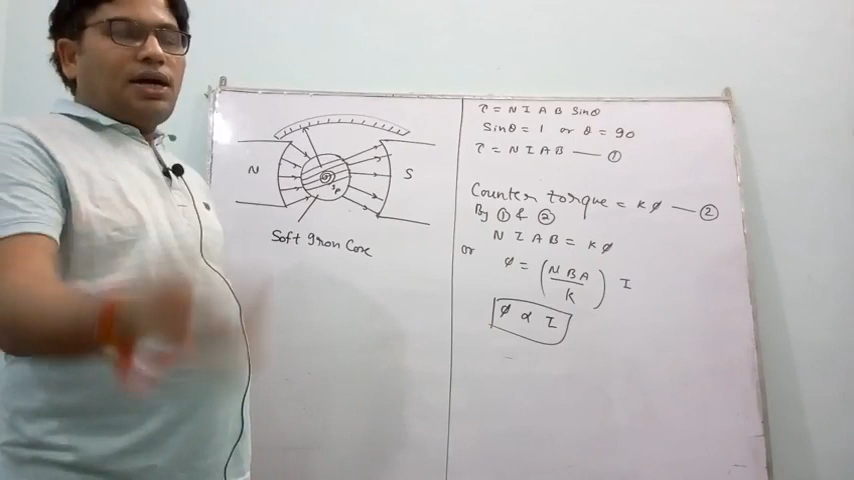 N
S
Sp
Soft Iron Core
τ = N I A B Sinθ
Sinθ = 1 or θ = 90
τ = N I A B —— ①
Counter torque = kφ —— ②
By ① & ②
N I A B = kφ
or φ = (NBA/k) I
φ ∝ I